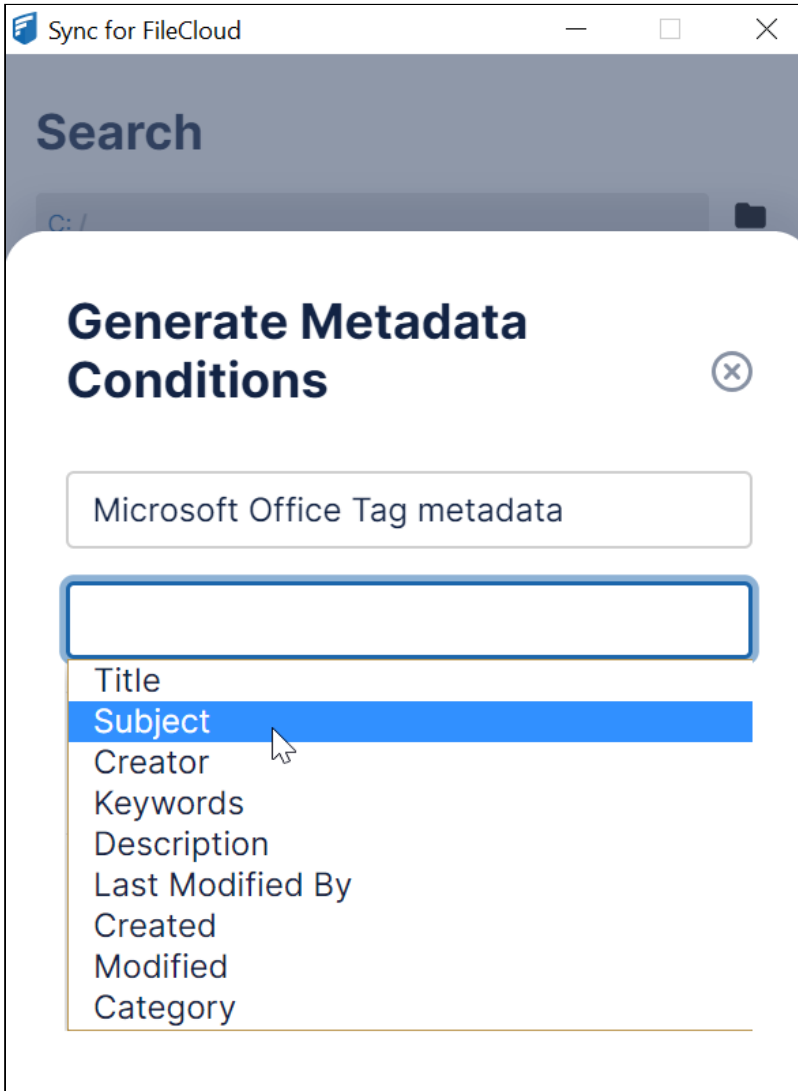 Sync for FileCloud
Search
C: /
Generate Metadata
Conditions
Microsoft Office Tag metadata
Title
Subject
Creator
Keywords
Description
Last Modified By
Created
Modified
Category